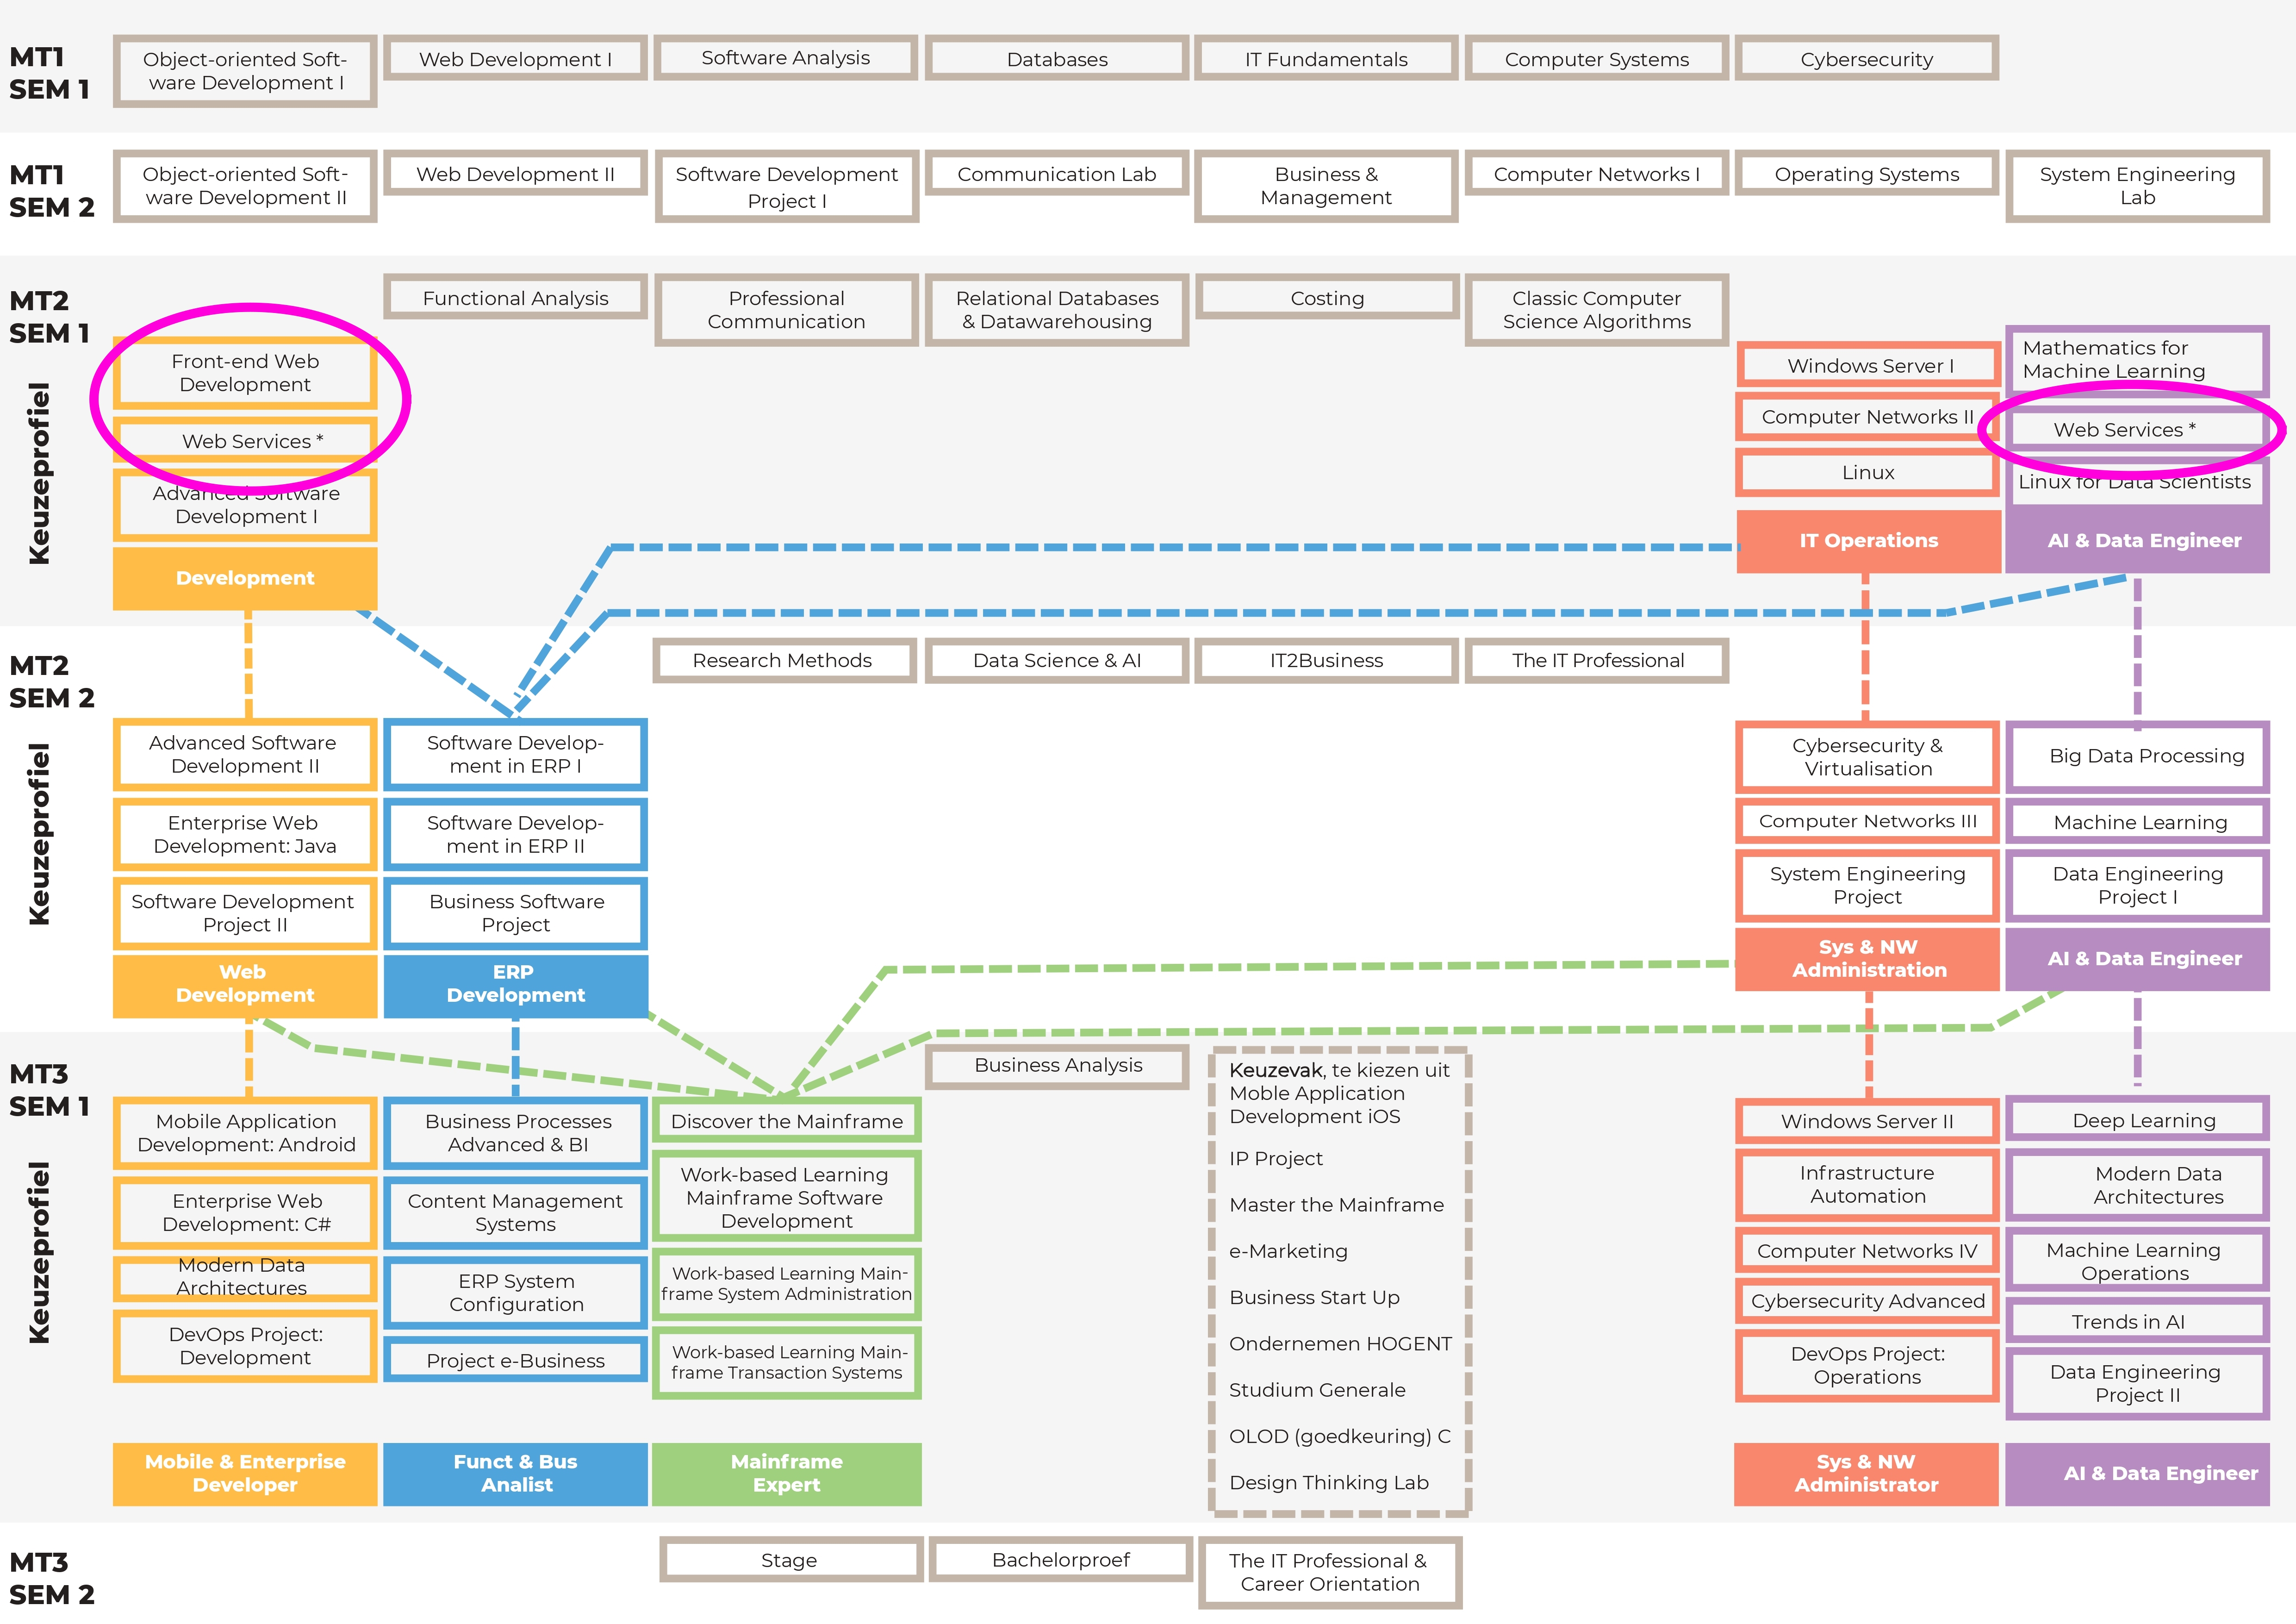 MT1
SEM 1
Object-oriented Soft-
ware Development I
Web Development I
Software Analysis
Databases
IT Fundamentals
Computer Systems
Cybersecurity
MT1
SEM 2
Object-oriented Soft-
ware Development II
Web Development II
Software Development
Project I
Communication Lab
Business &
Management
Computer Networks I
Operating Systems
System Engineering
Lab
MT2
SEM 1
Functional Analysis
Professional
Communication
Relational Databases
& Datawarehousing
Costing
Classic Computer
Science Algorithms
Keuzeprofiel
Front-end Web
Development
Web Services *
Advanced Software
Development I
Development
Windows Server I
Computer Networks II
Linux
IT Operations
Mathematics for
Machine Learning
Web Services *
Linux for Data Scientists
AI & Data Engineer
MT2
SEM 2
Research Methods
Data Science & AI
IT2Business
The IT Professional
Keuzeprofiel
Advanced Software
Development II
Enterprise Web
Development: Java
Software Development
Project II
Web
Development
Software Develop-
ment in ERP I
Software Develop-
ment in ERP II
Business Software
Project
ERP
Development
Cybersecurity &
Virtualisation
Computer Networks III
System Engineering
Project
Sys & NW
Administration
Big Data Processing
Machine Learning
Data Engineering
Project I
AI & Data Engineer
MT3
SEM 1
Keuzeprofiel
Mobile Application
Development: Android
Enterprise Web
Development: C#
Modern Data
Architectures
DevOps Project:
Development
Mobile & Enterprise
Developer
Business Processes
Advanced & BI
Content Management
Systems
ERP System
Configuration
Project e-Business
Funct & Bus
Analist
Discover the Mainframe
Work-based Learning
Mainframe Software
Development
Work-based Learning Main-
frame System Administration
Work-based Learning Main-
frame Transaction Systems
Mainframe
Expert
Business Analysis
Keuzevak, te kiezen uit
Moble Application
Development iOS
IP Project
Master the Mainframe
e-Marketing
Business Start Up
Ondernemen HOGENT
Studium Generale
OLOD (goedkeuring) C
Design Thinking Lab
Windows Server II
Infrastructure
Automation
Computer Networks IV
Cybersecurity Advanced
DevOps Project:
Operations
Sys & NW
Administrator
Deep Learning
Modern Data
Architectures
Machine Learning
Operations
Trends in AI
Data Engineering
Project II
AI & Data Engineer
MT3
SEM 2
Stage
Bachelorproef
The IT Professional &
Career Orientation